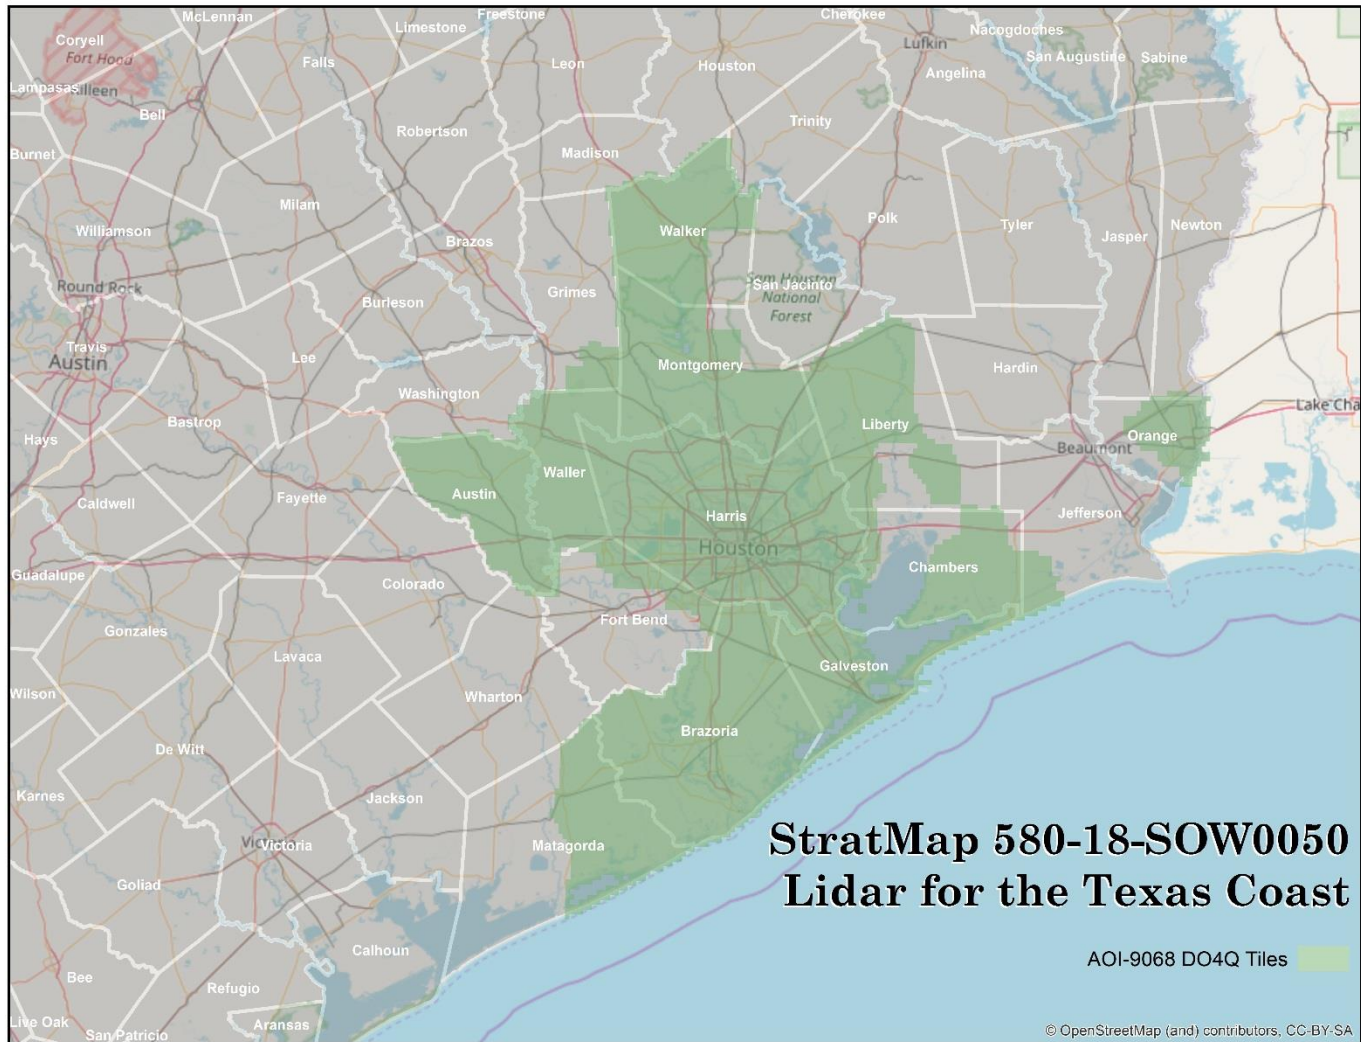 McLennan
Limestone
Freestone
Cherokee
Nacogdoches
Coryell
Fort Hood
Falls
Leon
Houston
Lufkin
Angelina
San Augustine
Sabine
Lampasas
Killeen
Bell
Robertson
Trinity
Burnet
Madison
Milam
Williamson
Walker
Polk
Tyler
Jasper
Newton
Brazos
Round Rock
Grimes
Sam Houston
San Jacinto
National
Forest
Burleson
Travis
Austin
Lee
Montgomery
Hardin
Washington
Lake Cha
Bastrop
Hays
Liberty
Orange
Beaumont
Waller
Austin
Caldwell
Fayette
Harris
Jefferson
Houston
Guadalupe
Colorado
Chambers
Gonzales
Fort Bend
Lavaca
Galveston
Wilson
Wharton
Brazoria
De Witt
Karnes
Jackson
StratMap 580-18-SOW0050
Victoria
Matagorda
Goliad
Lidar for the Texas Coast
Calhoun
AOI-9068 DO4Q Tiles
Bee
Refugio
Live Oak
San Patricio
Aransas
© OpenStreetMap (and) contributors, CC-BY-SA